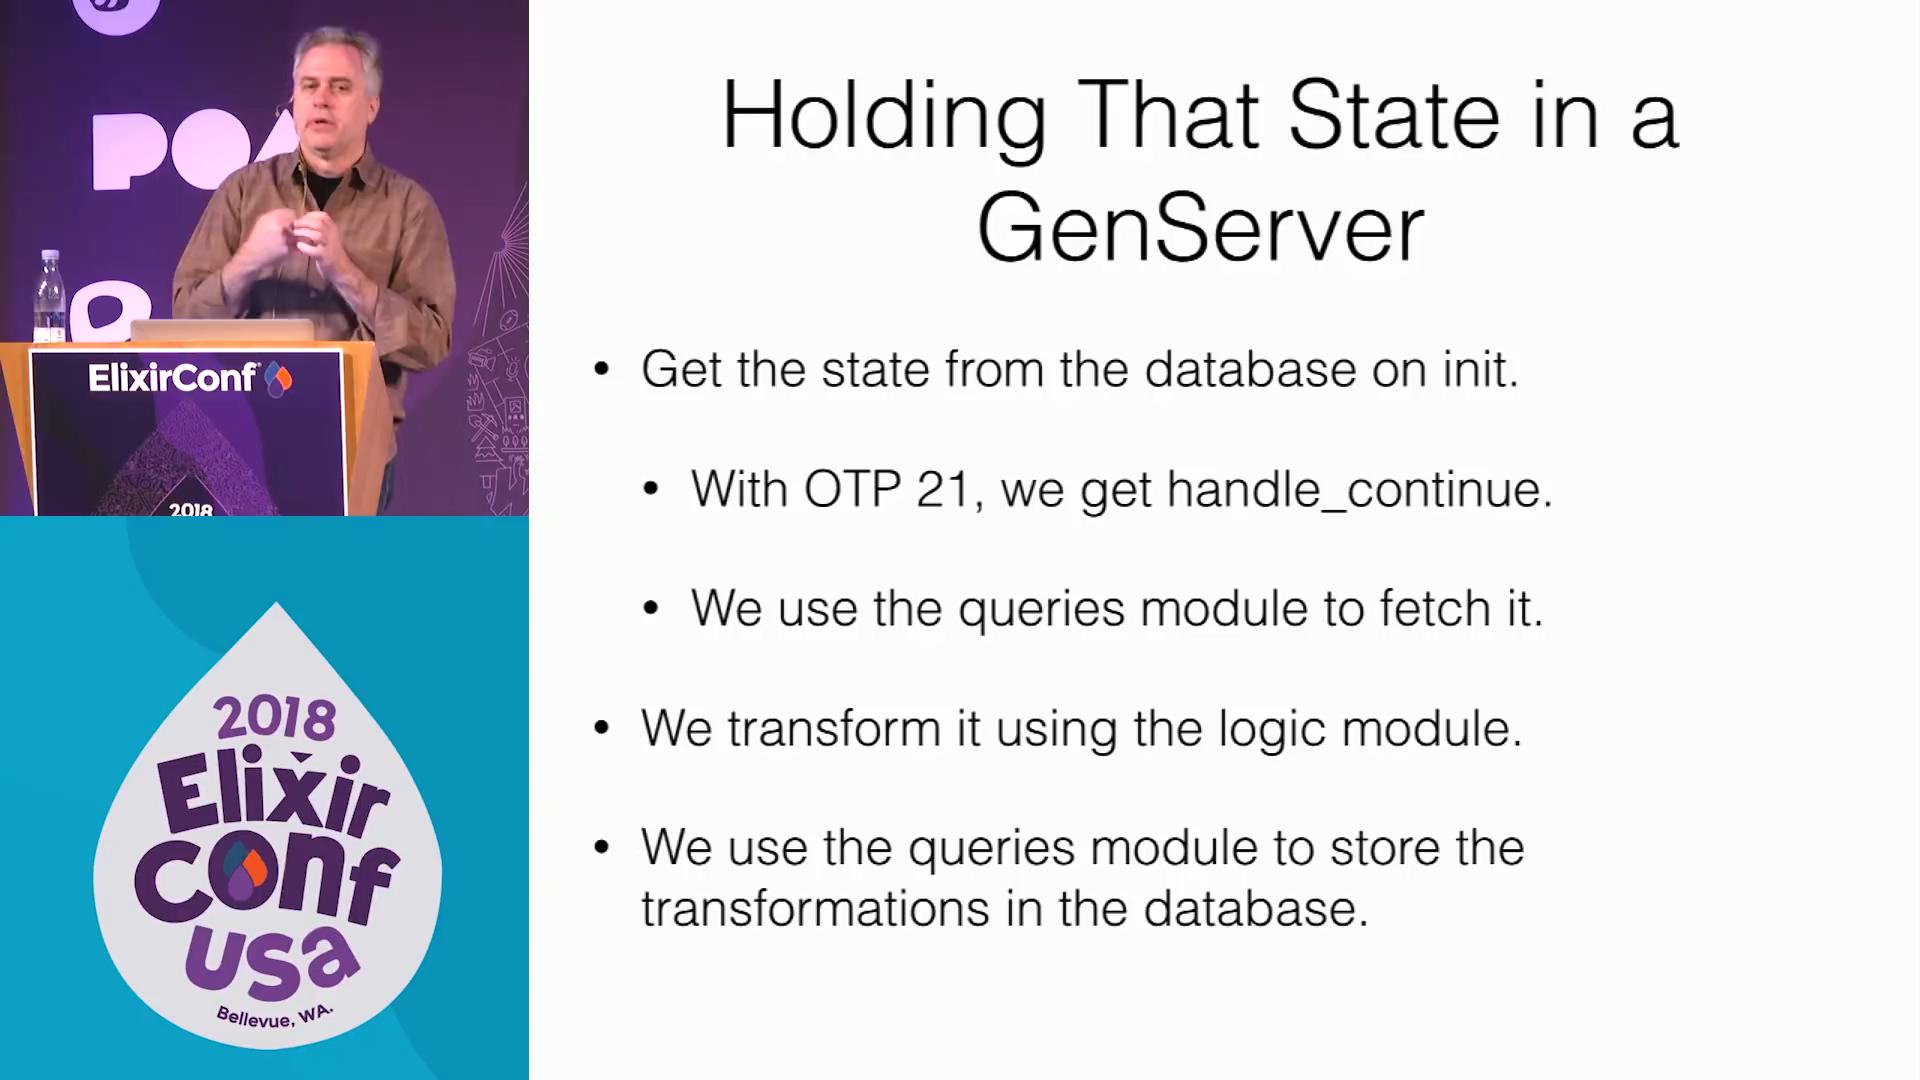 Holding That State in a
GenServer
• Get the state from the database on init.
• With OTP 21, we get handle_continue.
• We use the queries module to fetch it.
• We transform it using the logic module.
• We use the queries module to store the
transformations in the database.
ElixirConf
2018
2018
Elixir
Conf
USA
Bellevue, WA.